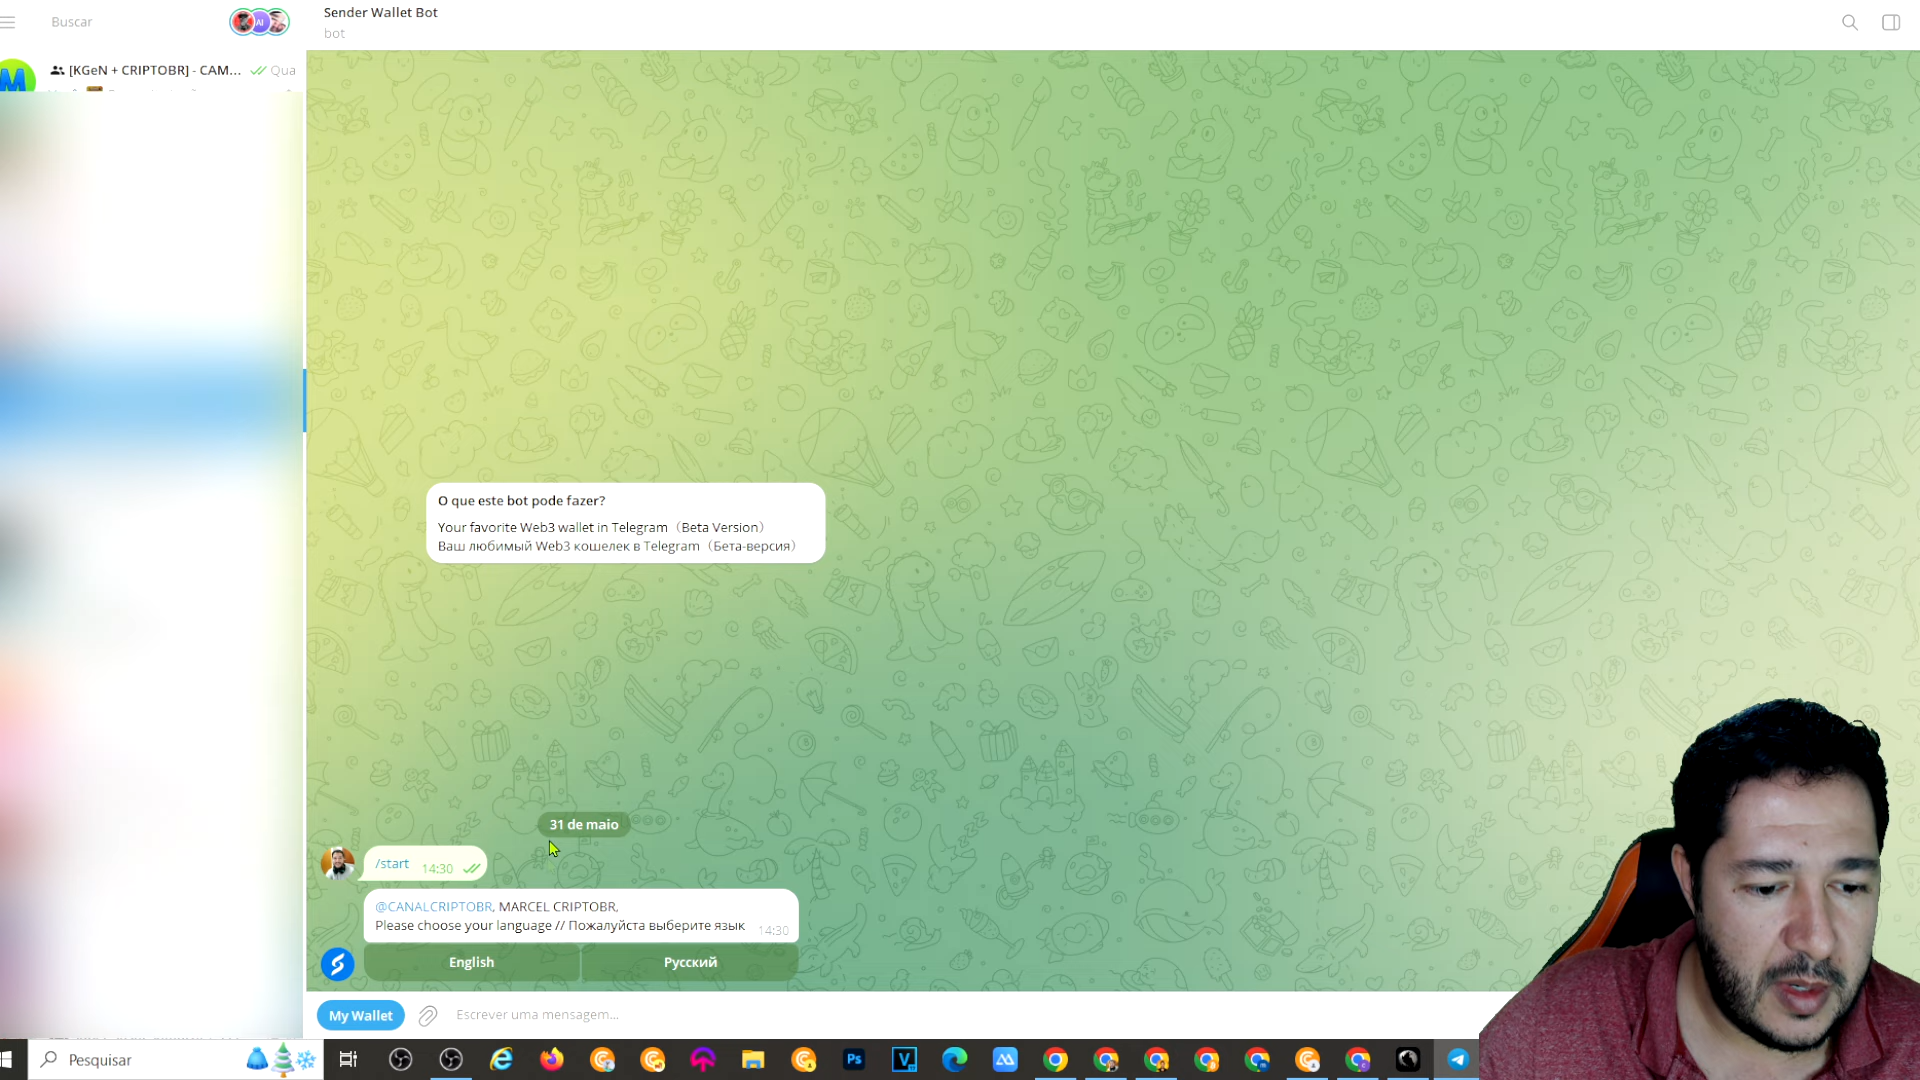 Buscar
AI
Sender Wallet Bot
bot
[KGeN + CRIPTOBR] - CAM...
Qua
O que este bot pode fazer?
Your favorite Web3 wallet in Telegram（Beta Version）
Ваш любимый Web3 кошелек в Telegram（Бета-версия）
31 de maio
/start 14:30
@CANALCRIPTOBR, MARCEL CRIPTOBR,
Please choose your language // Пожалуйста выберите язык 14:30
English
Русский
My Wallet
Escrever uma mensagem...
Pesquisar
Ps
V